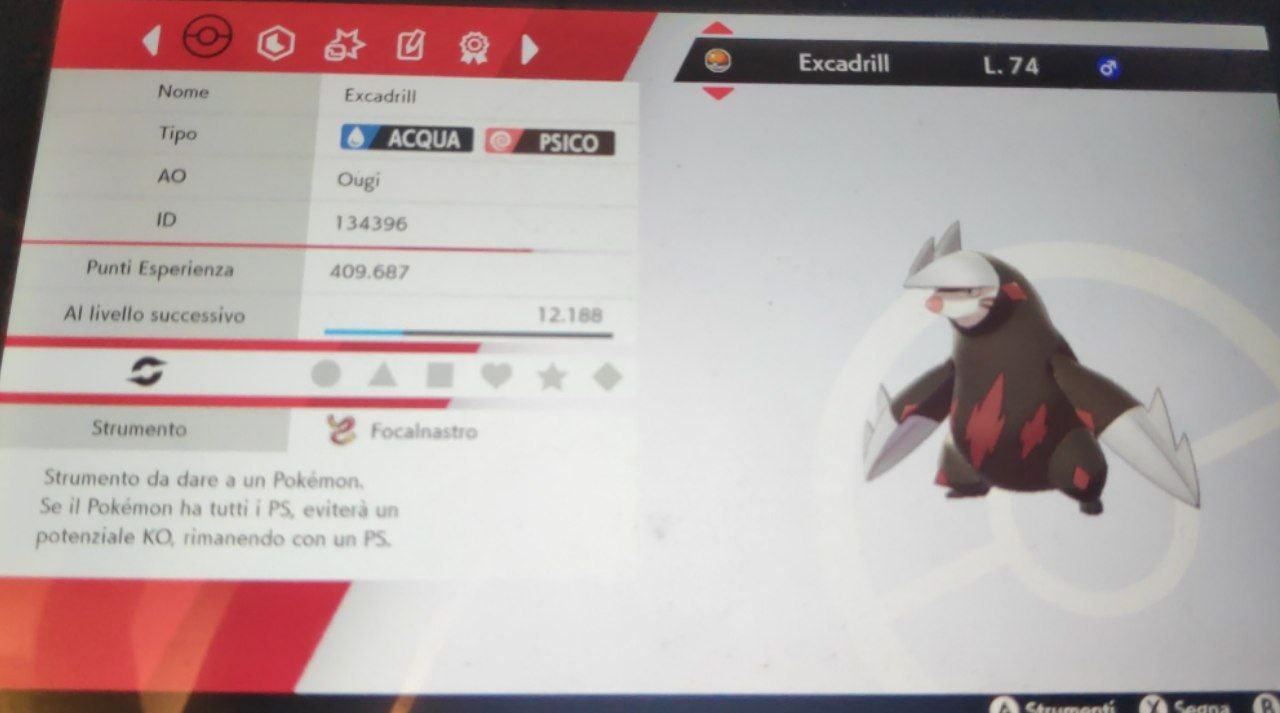 Excadrill L. 74 ♂
Nome Excadrill
Tipo ACQUA PSICO
AO Ougi
ID 134396
Punti Esperienza 409.687
Al livello successivo 12.188
Strumento Focalnastro
Strumento da dare a un Pokémon.
Se il Pokémon ha tutti i PS, eviterà un
potenziale KO, rimanendo con un PS.
A Strumenti X Segna B